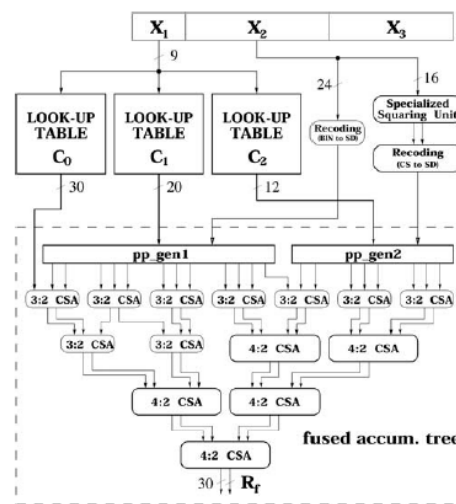 X1 X2 X3
9
24 16
LOOK-UP TABLE C0
LOOK-UP TABLE C1
LOOK-UP TABLE C2
Recoding (BIN to SD)
Specialized Squaring Unit
Recoding (CS to SD)
30 20 12
pp_gen1 pp_gen2
3:2 CSA 3:2 CSA 3:2 CSA 3:2 CSA 3:2 CSA 3:2 CSA 3:2 CSA
3:2 CSA 3:2 CSA 4:2 CSA 4:2 CSA
4:2 CSA 4:2 CSA
fused accum. tree
4:2 CSA
30 Rf